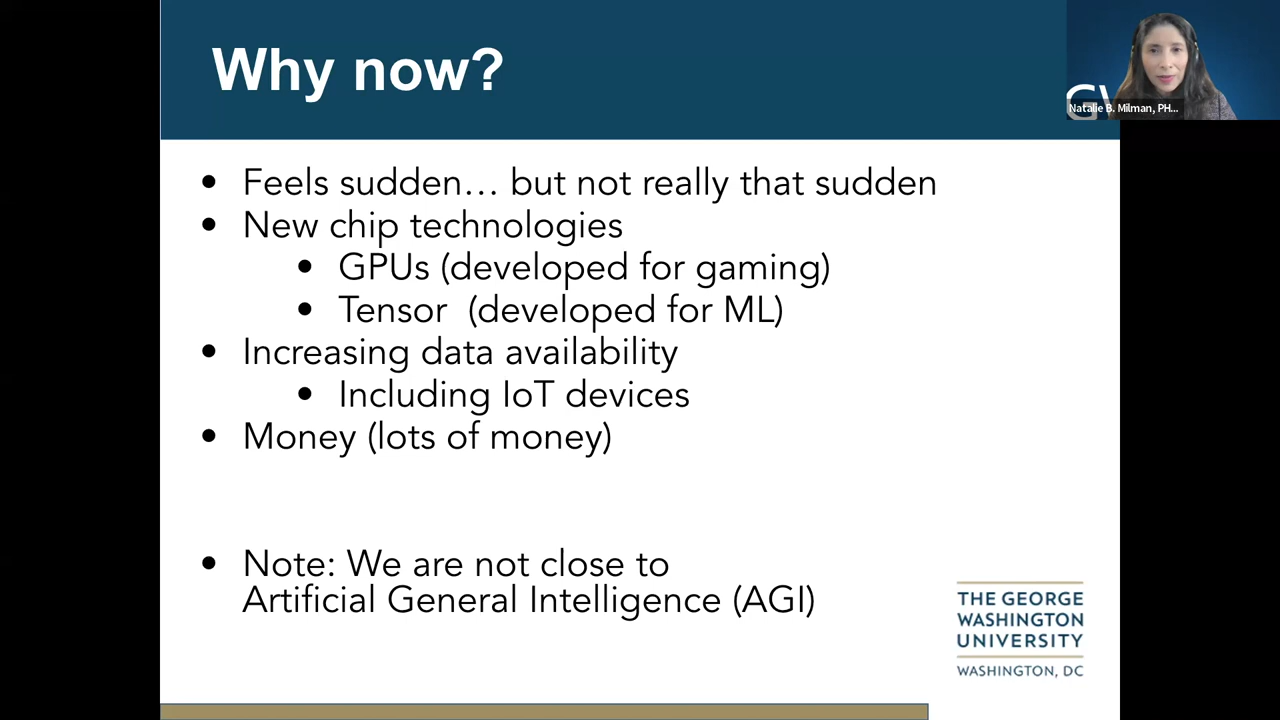 Why now?
GV
Natalie B. Milman, PH...
• Feels sudden... but not really that sudden
• New chip technologies
• GPUs (developed for gaming)
• Tensor (developed for ML)
• Increasing data availability
• Including IoT devices
• Money (lots of money)
• Note: We are not close to
Artificial General Intelligence (AGI)
THE GEORGE
WASHINGTON
UNIVERSITY
WASHINGTON, DC